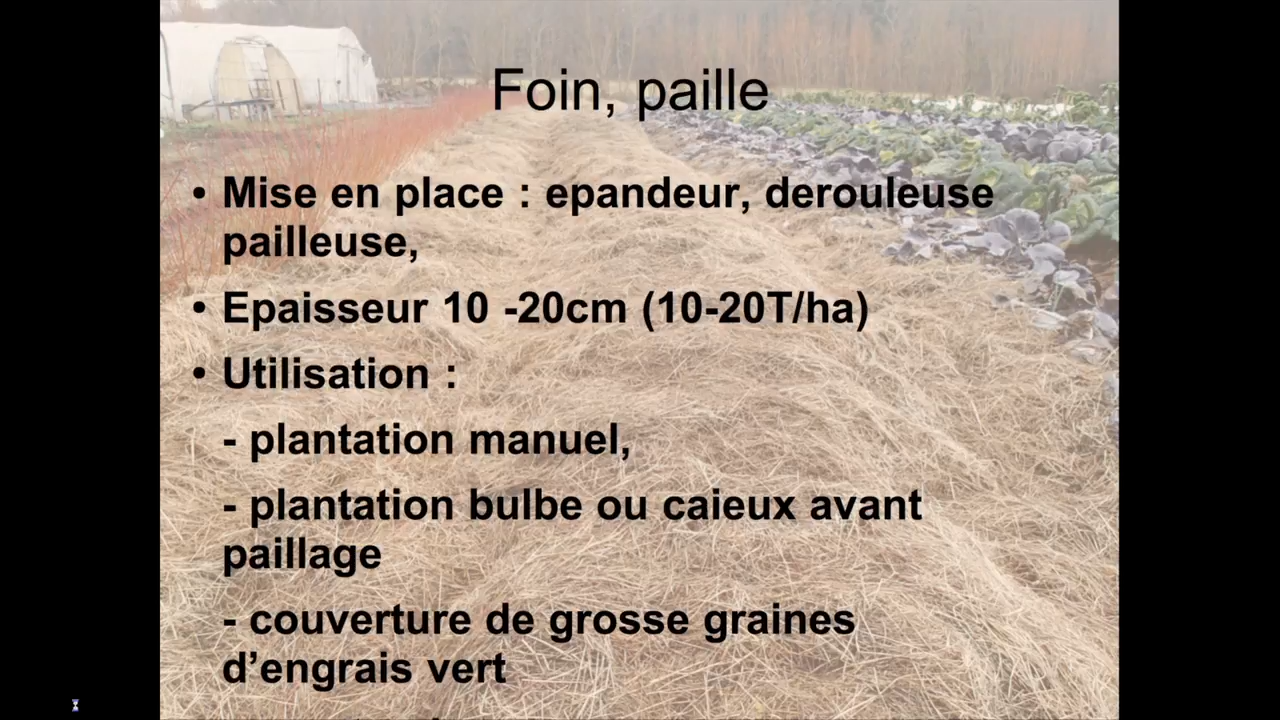 Foin, paille
• Mise en place : epandeur, derouleuse
pailleuse,
• Epaisseur 10 -20cm (10-20T/ha)
• Utilisation :
- plantation manuel,
- plantation bulbe ou caieux avant
paillage
- couverture de grosse graines
d’engrais vert